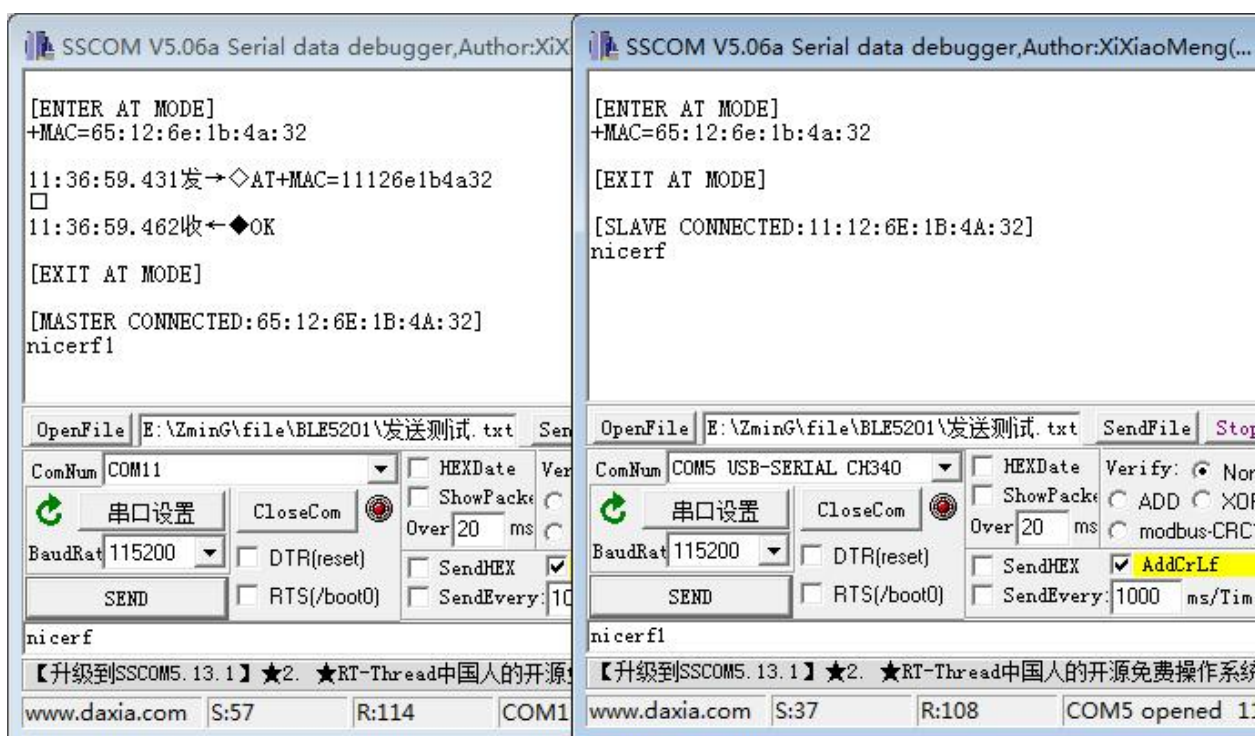 SSCOM V5.06a Serial data debugger,Author:XiX
[ENTER AT MODE]
+MAC=65:12:6e:1b:4a:32
11:36:59.431发→◇AT+MAC=11126e1b4a32
□
11:36:59.462收←◆OK
[EXIT AT MODE]
[MASTER CONNECTED:65:12:6E:1B:4A:32]
nicerf1
OpenFile E:\ZminG\file\BLE5201\发送测试.txt Sen
ComNum COM11 HEXDate Ver
串口设置 CloseCom ShowPacke
Over 20 ms
BaudRat 115200 DTR(reset) SendHEX
SEND RTS(/boot0) SendEvery: 10
nicerf
【升级到SSCOM5.13.1】★2. ★RT-Thread中国人的开源
www.daxia.com S:57 R:114 COM1
SSCOM V5.06a Serial data debugger,Author:XiXiaoMeng(...
[ENTER AT MODE]
+MAC=65:12:6e:1b:4a:32
[EXIT AT MODE]
[SLAVE CONNECTED:11:12:6E:1B:4A:32]
nicerf
OpenFile E:\ZminG\file\BLE5201\发送测试.txt SendFile Stop
ComNum COM5 USB-SERIAL CH340 HEXDate Verify: Non
串口设置 CloseCom ShowPacke ADD XOR
Over 20 ms modbus-CRC
BaudRat 115200 DTR(reset) SendHEX AddCrLf
SEND RTS(/boot0) SendEvery: 1000 ms/Tim
nicerf1
【升级到SSCOM5.13.1】★2. ★RT-Thread中国人的开源免费操作系统
www.daxia.com S:37 R:108 COM5 opened 11